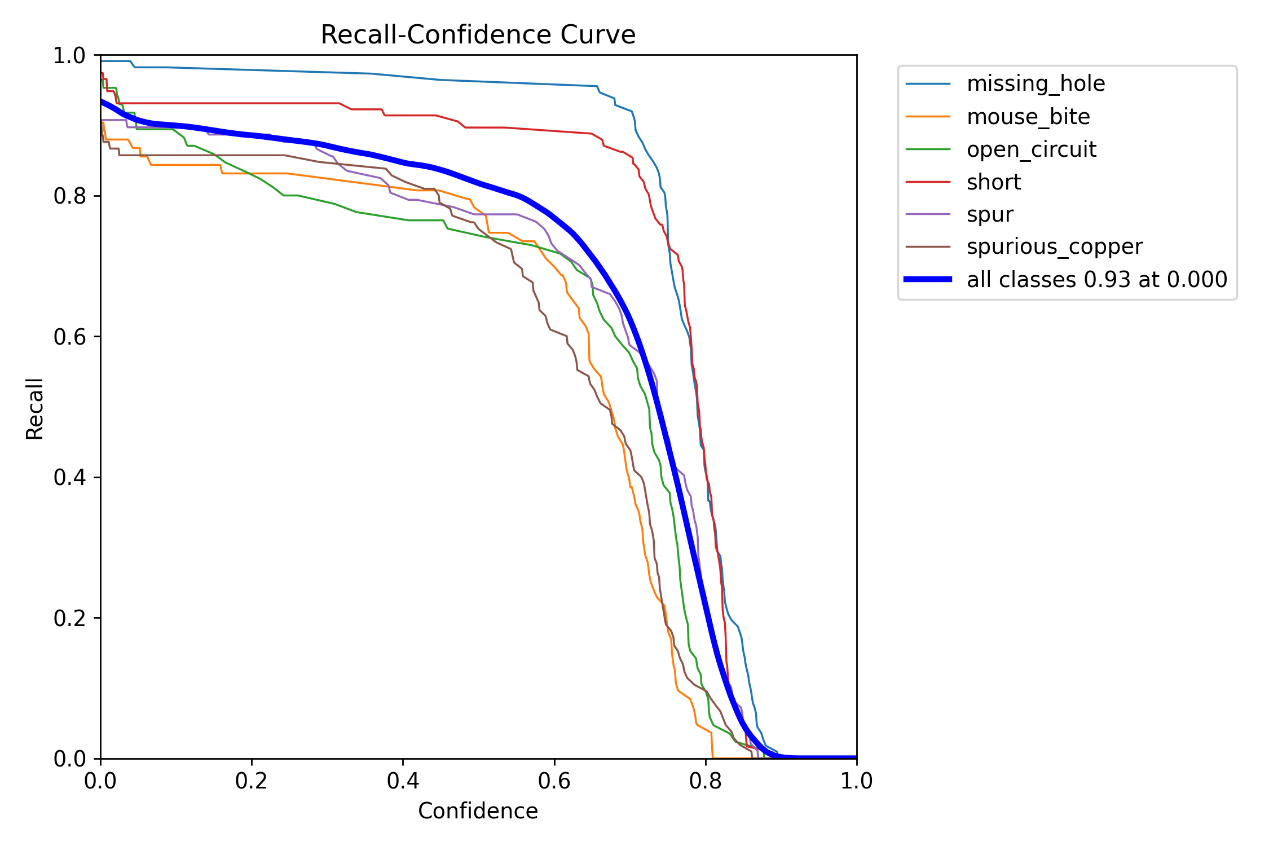 Recall-Confidence Curve
1.0
0.8
0.6
0.4
0.2
0.0
Recall
0.0 0.2 0.4 0.6 0.8 1.0
Confidence
missing_hole
mouse_bite
open_circuit
short
spur
spurious_copper
all classes 0.93 at 0.000